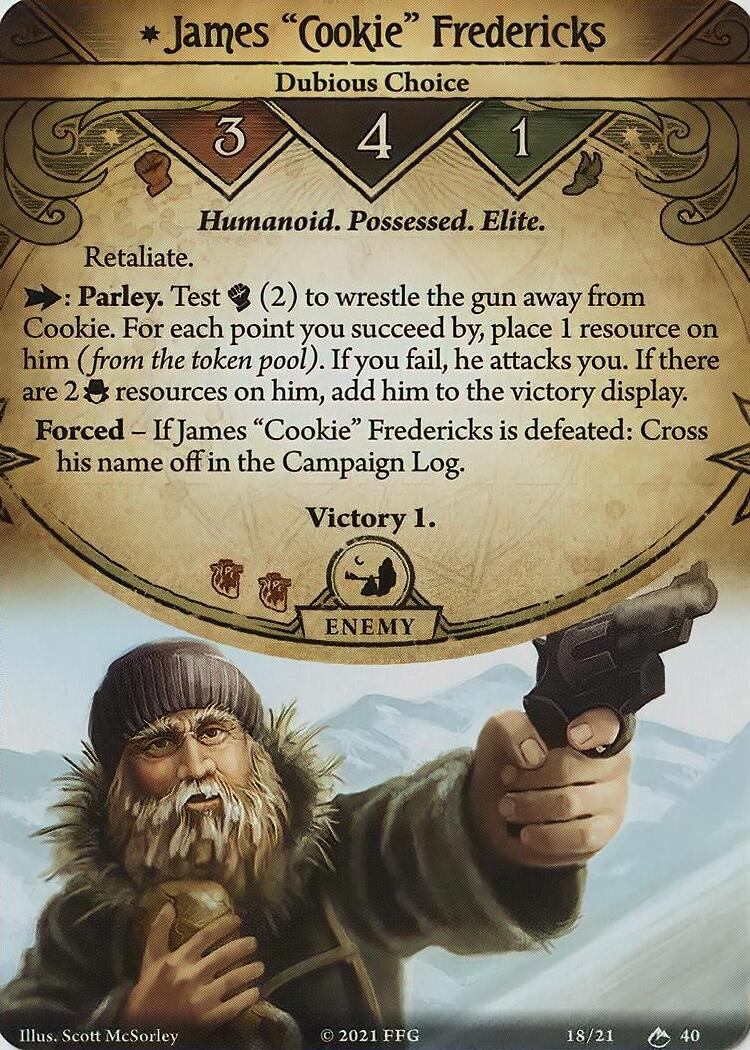 James “Cookie” Fredericks
Dubious Choice
3 4 1
Humanoid. Possessed. Elite.
Retaliate.
: Parley. Test (2) to wrestle the gun away from
Cookie. For each point you succeed by, place 1 resource on
him (from the token pool). If you fail, he attacks you. If there
are 2 resources on him, add him to the victory display.
Forced – If James “Cookie” Fredericks is defeated: Cross
his name off in the Campaign Log.
Victory 1.
ENEMY
Illus. Scott McSorley © 2021 FFG 18/21 40